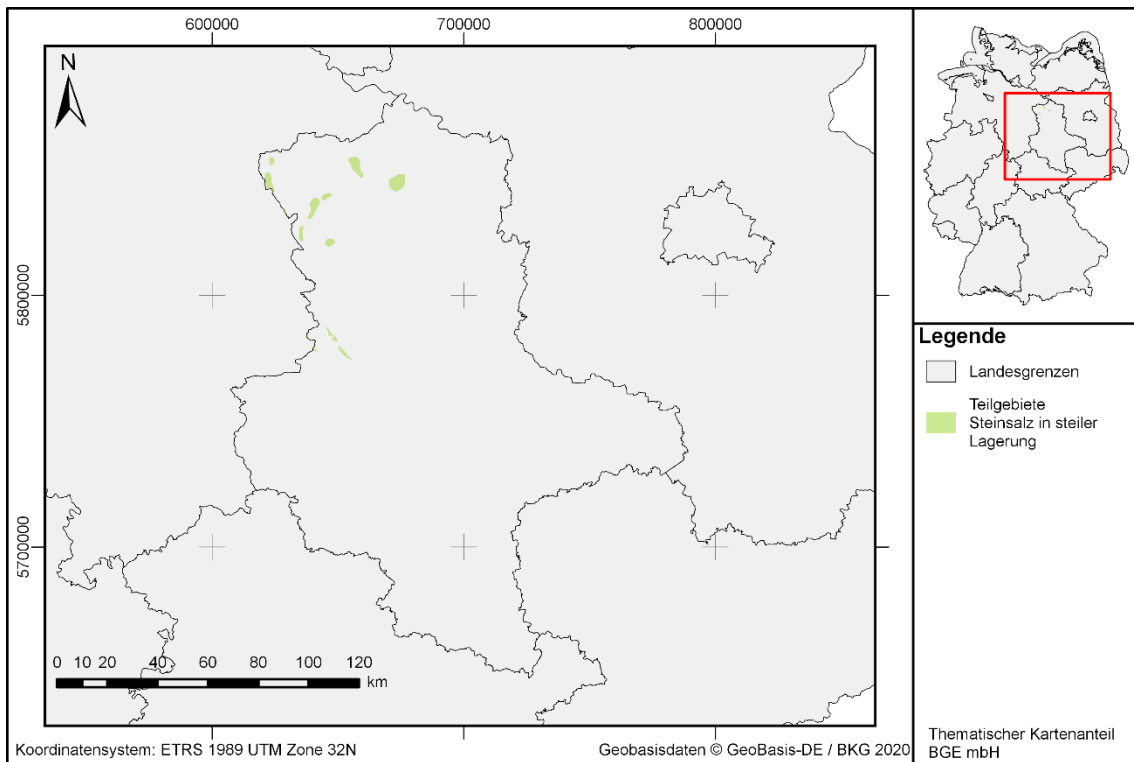 600000
700000
800000
N
5800000
5700000
0 10 20 40 60 80 100 120
km
Koordinatensystem: ETRS 1989 UTM Zone 32N
Geobasisdaten © GeoBasis-DE / BKG 2020
Legende
Landesgrenzen
Teilgebiete
Steinsalz in steiler
Lagerung
Thematischer Kartenanteil
BGE mbH